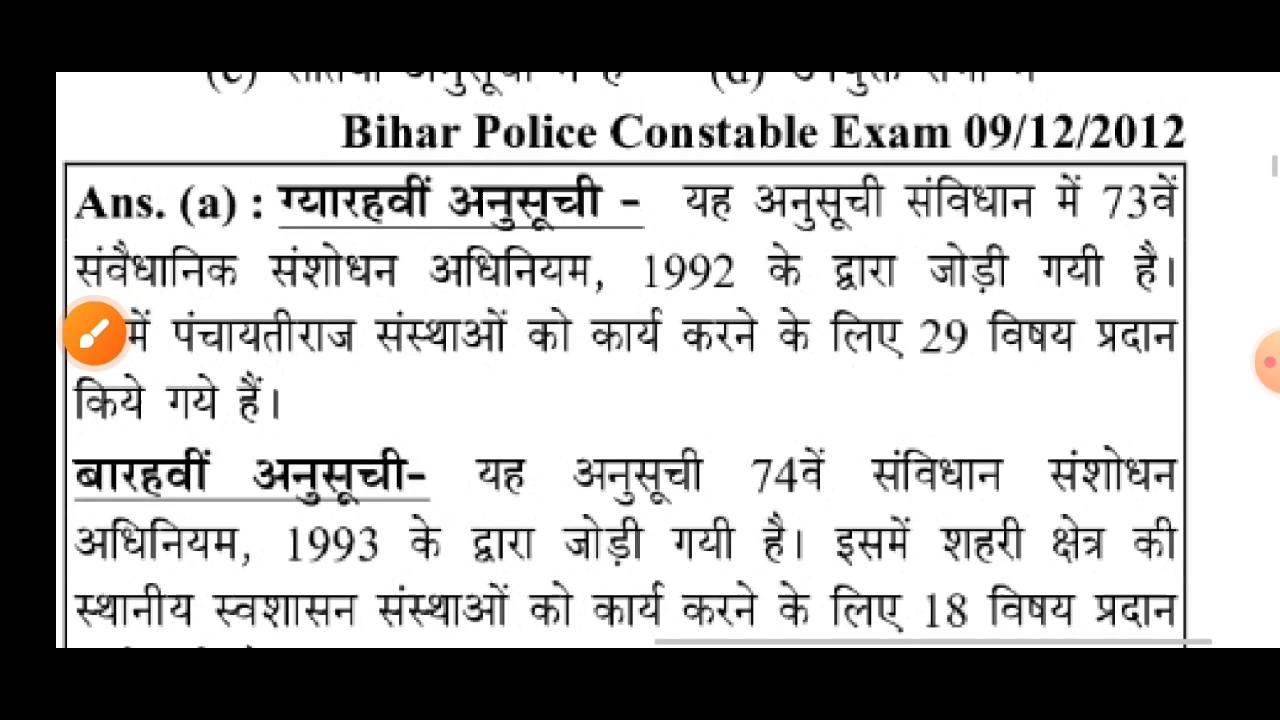 Bihar Police Constable Exam 09/12/2012
Ans. (a) : ग्यारहवीं अनुसूची - यह अनुसूची संविधान में 73वें
संवैधानिक संशोधन अधिनियम, 1992 के द्वारा जोड़ी गयी है।
में पंचायतीराज संस्थाओं को कार्य करने के लिए 29 विषय प्रदान
किये गये हैं।
बारहवीं अनुसूची- यह अनुसूची 74वें संविधान संशोधन
अधिनियम, 1993 के द्वारा जोड़ी गयी है। इसमें शहरी क्षेत्र की
स्थानीय स्वशासन संस्थाओं को कार्य करने के लिए 18 विषय प्रदान